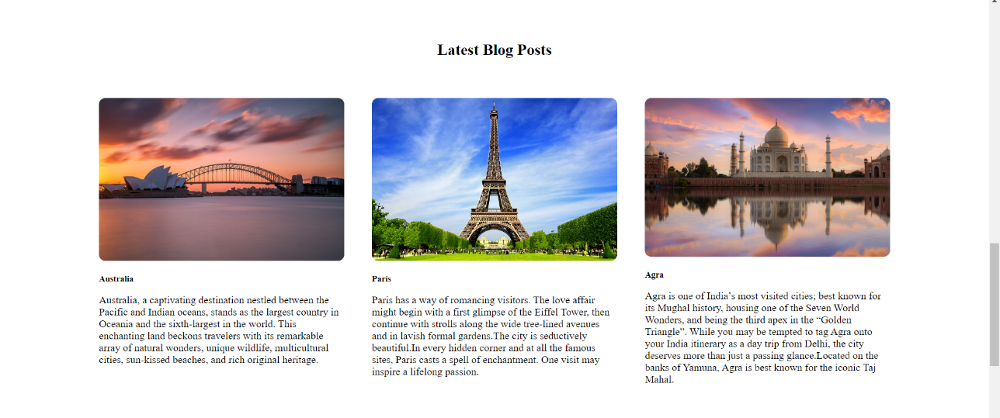 Latest Blog Posts
Australia
Australia, a captivating destination nestled between the
Pacific and Indian oceans, stands as the largest country in
Oceania and the sixth-largest in the world. This
enchanting land beckons travelers with its remarkable
array of natural wonders, unique wildlife, multicultural
cities, sun-kissed beaches, and rich original heritage.
Paris
Paris has a way of romancing visitors. The love affair
might begin with a first glimpse of the Eiffel Tower, then
continue with strolls along the wide tree-lined avenues
and in lavish formal gardens.The city is seductively
beautiful.In every hidden corner and at all the famous
sites, Paris casts a spell of enchantment. One visit may
inspire a lifelong passion.
Agra
Agra is one of India’s most visited cities; best known for
its Mughal history, housing one of the Seven World
Wonders, and being the third apex in the “Golden
Triangle”. While you may be tempted to tag Agra onto
your India itinerary as a day trip from Delhi, the city
deserves more than just a passing glance.Located on the
banks of Yamuna, Agra is best known for the iconic Taj
Mahal.